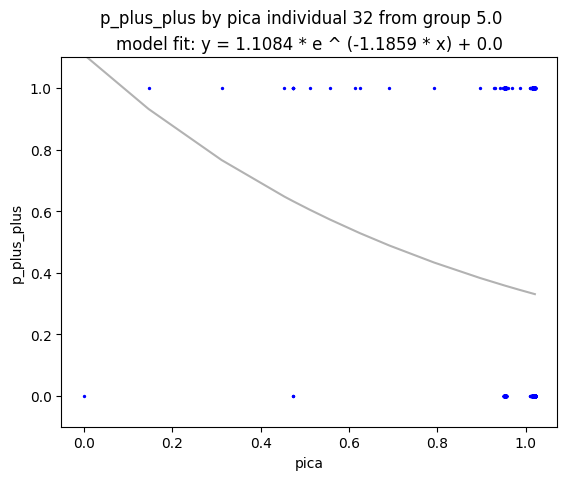 p_plus_plus by pica individual 32 from group 5.0
model fit: y = 1.1084 * e ^ (-1.1859 * x) + 0.0
1.0
0.8
0.6
0.4
0.2
0.0
p_plus_plus
0.0 0.2 0.4 0.6 0.8 1.0
pica